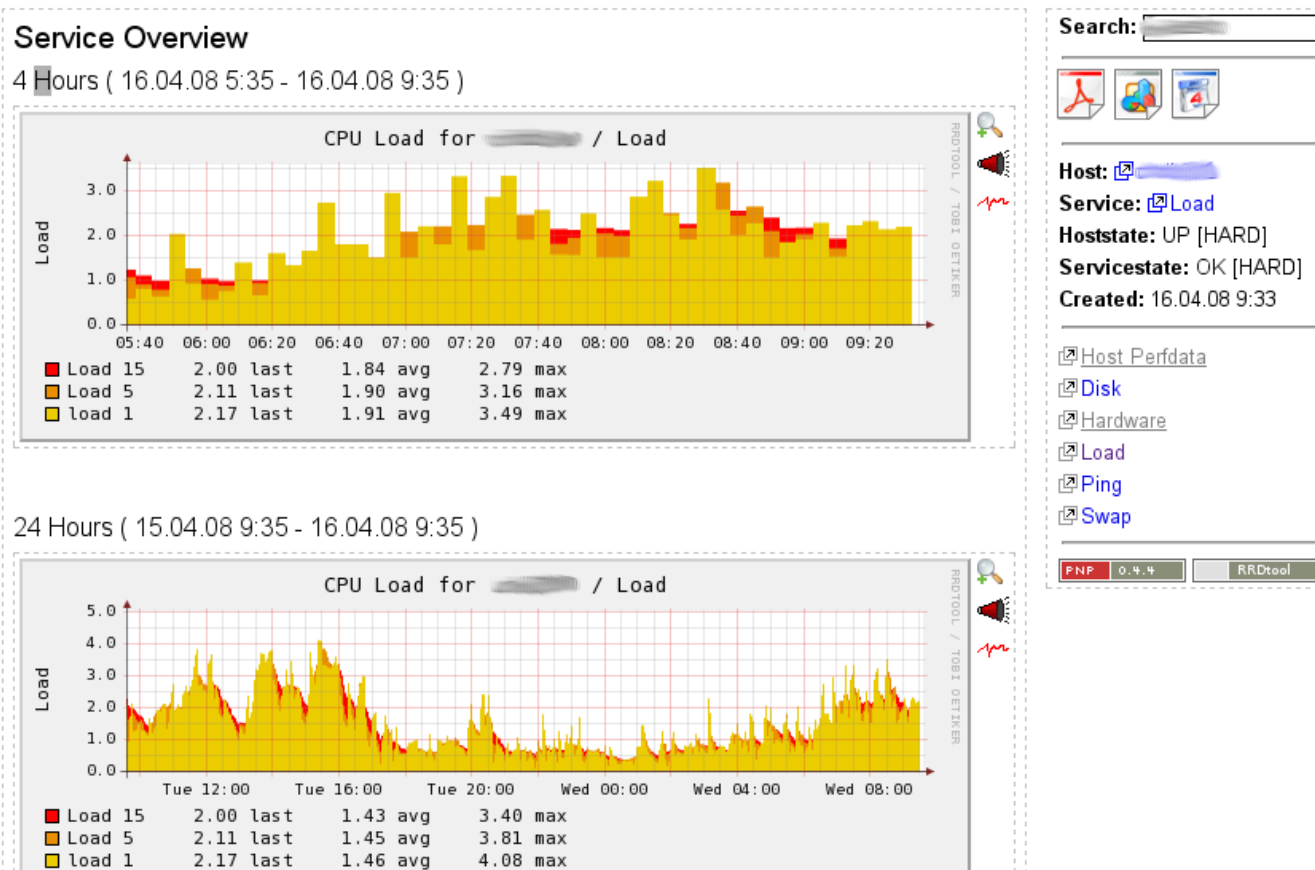 Service Overview
4 Hours ( 16.04.08 5:35 - 16.04.08 9:35 )
CPU Load for / Load
RRDTOOL / TOBI OETIKER
Load
3.0
2.0
1.0
0.0
05:40 06:00 06:20 06:40 07:00 07:20 07:40 08:00 08:20 08:40 09:00 09:20
Load 15 2.00 last 1.84 avg 2.79 max
Load 5 2.11 last 1.90 avg 3.16 max
load 1 2.17 last 1.91 avg 3.49 max
24 Hours ( 15.04.08 9:35 - 16.04.08 9:35 )
CPU Load for / Load
RRDTOOL / TOBI OETIKER
Load
5.0
4.0
3.0
2.0
1.0
0.0
Tue 12:00 Tue 16:00 Tue 20:00 Wed 00:00 Wed 04:00 Wed 08:00
Load 15 2.00 last 1.43 avg 3.40 max
Load 5 2.11 last 1.45 avg 3.81 max
load 1 2.17 last 1.46 avg 4.08 max
Search:
4
Host:
Service: Load
Hoststate: UP [HARD]
Servicestate: OK [HARD]
Created: 16.04.08 9:33
Host Perfdata
Disk
Hardware
Load
Ping
Swap
PNP 0.4.4 RRDtool